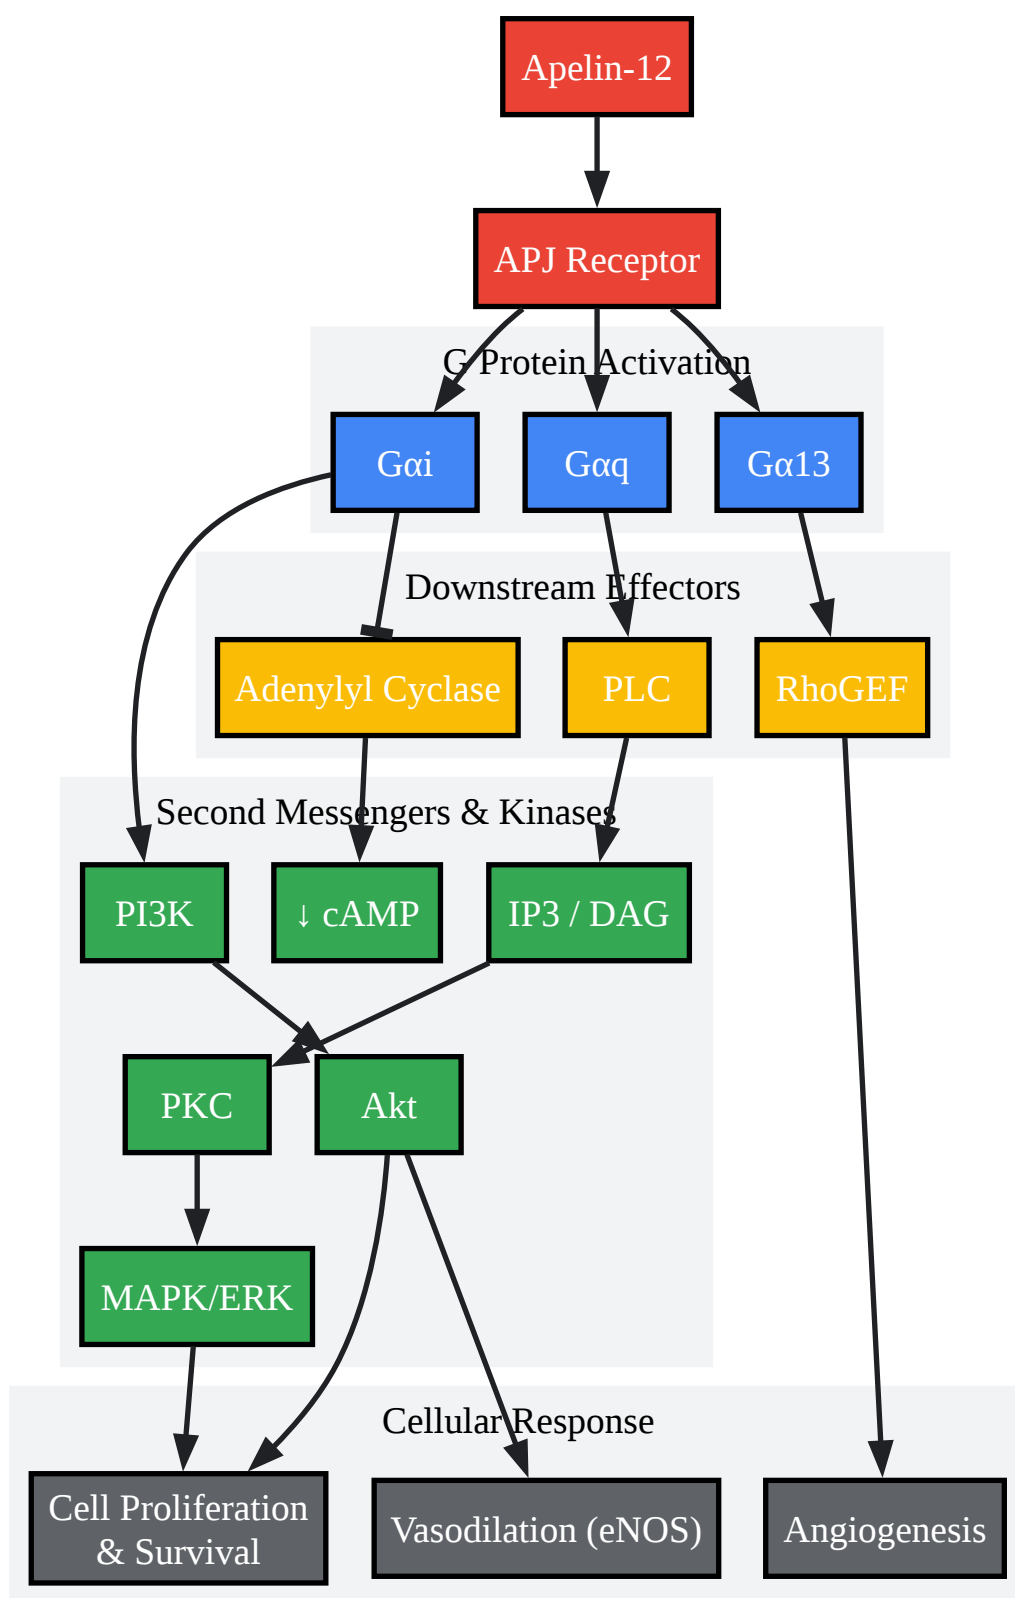 Apelin-12
APJ Receptor
G Protein Activation
Gαi
Gαq
Gα13
Downstream Effectors
Adenylyl Cyclase
PLC
RhoGEF
Second Messengers & Kinases
PI3K
↓ cAMP
IP3 / DAG
PKC
Akt
MAPK/ERK
Cellular Response
Cell Proliferation
& Survival
Vasodilation (eNOS)
Angiogenesis